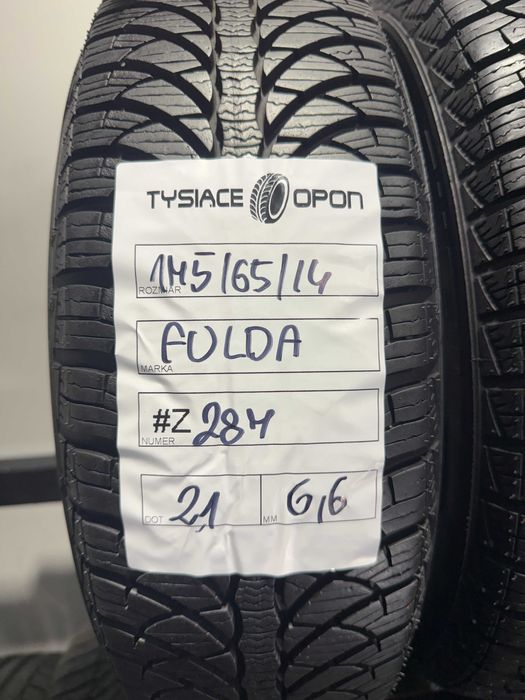 TYSIACE OPON
145/65/14
ROZMIAR
FULDA
MARKA
#Z 284
NUMER
21 6,6
DOT MM